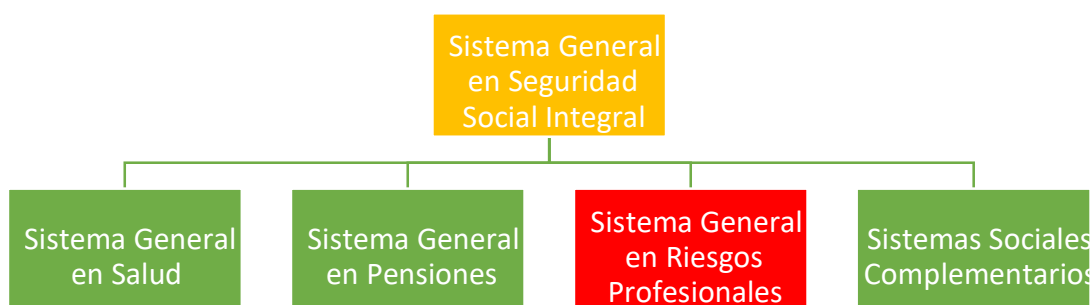 Sistema General
en Seguridad
Social Integral
Sistema General
en Salud
Sistema General
en Pensiones
Sistema General
en Riesgos
Profesionales
Sistemas Sociales
Complementarios